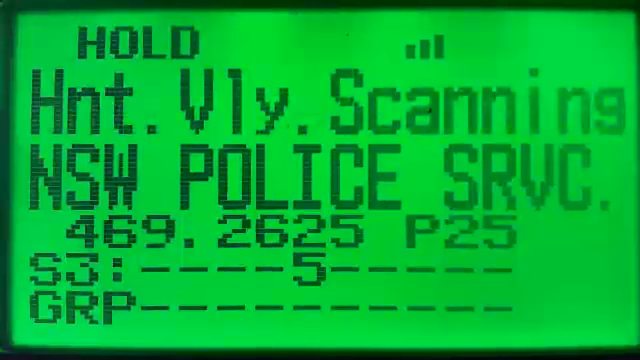 HOLD
Hnt.Vly.Scanning
NSW POLICE SRVC.
469.2625 P25
S3:----5-----
GRP----------